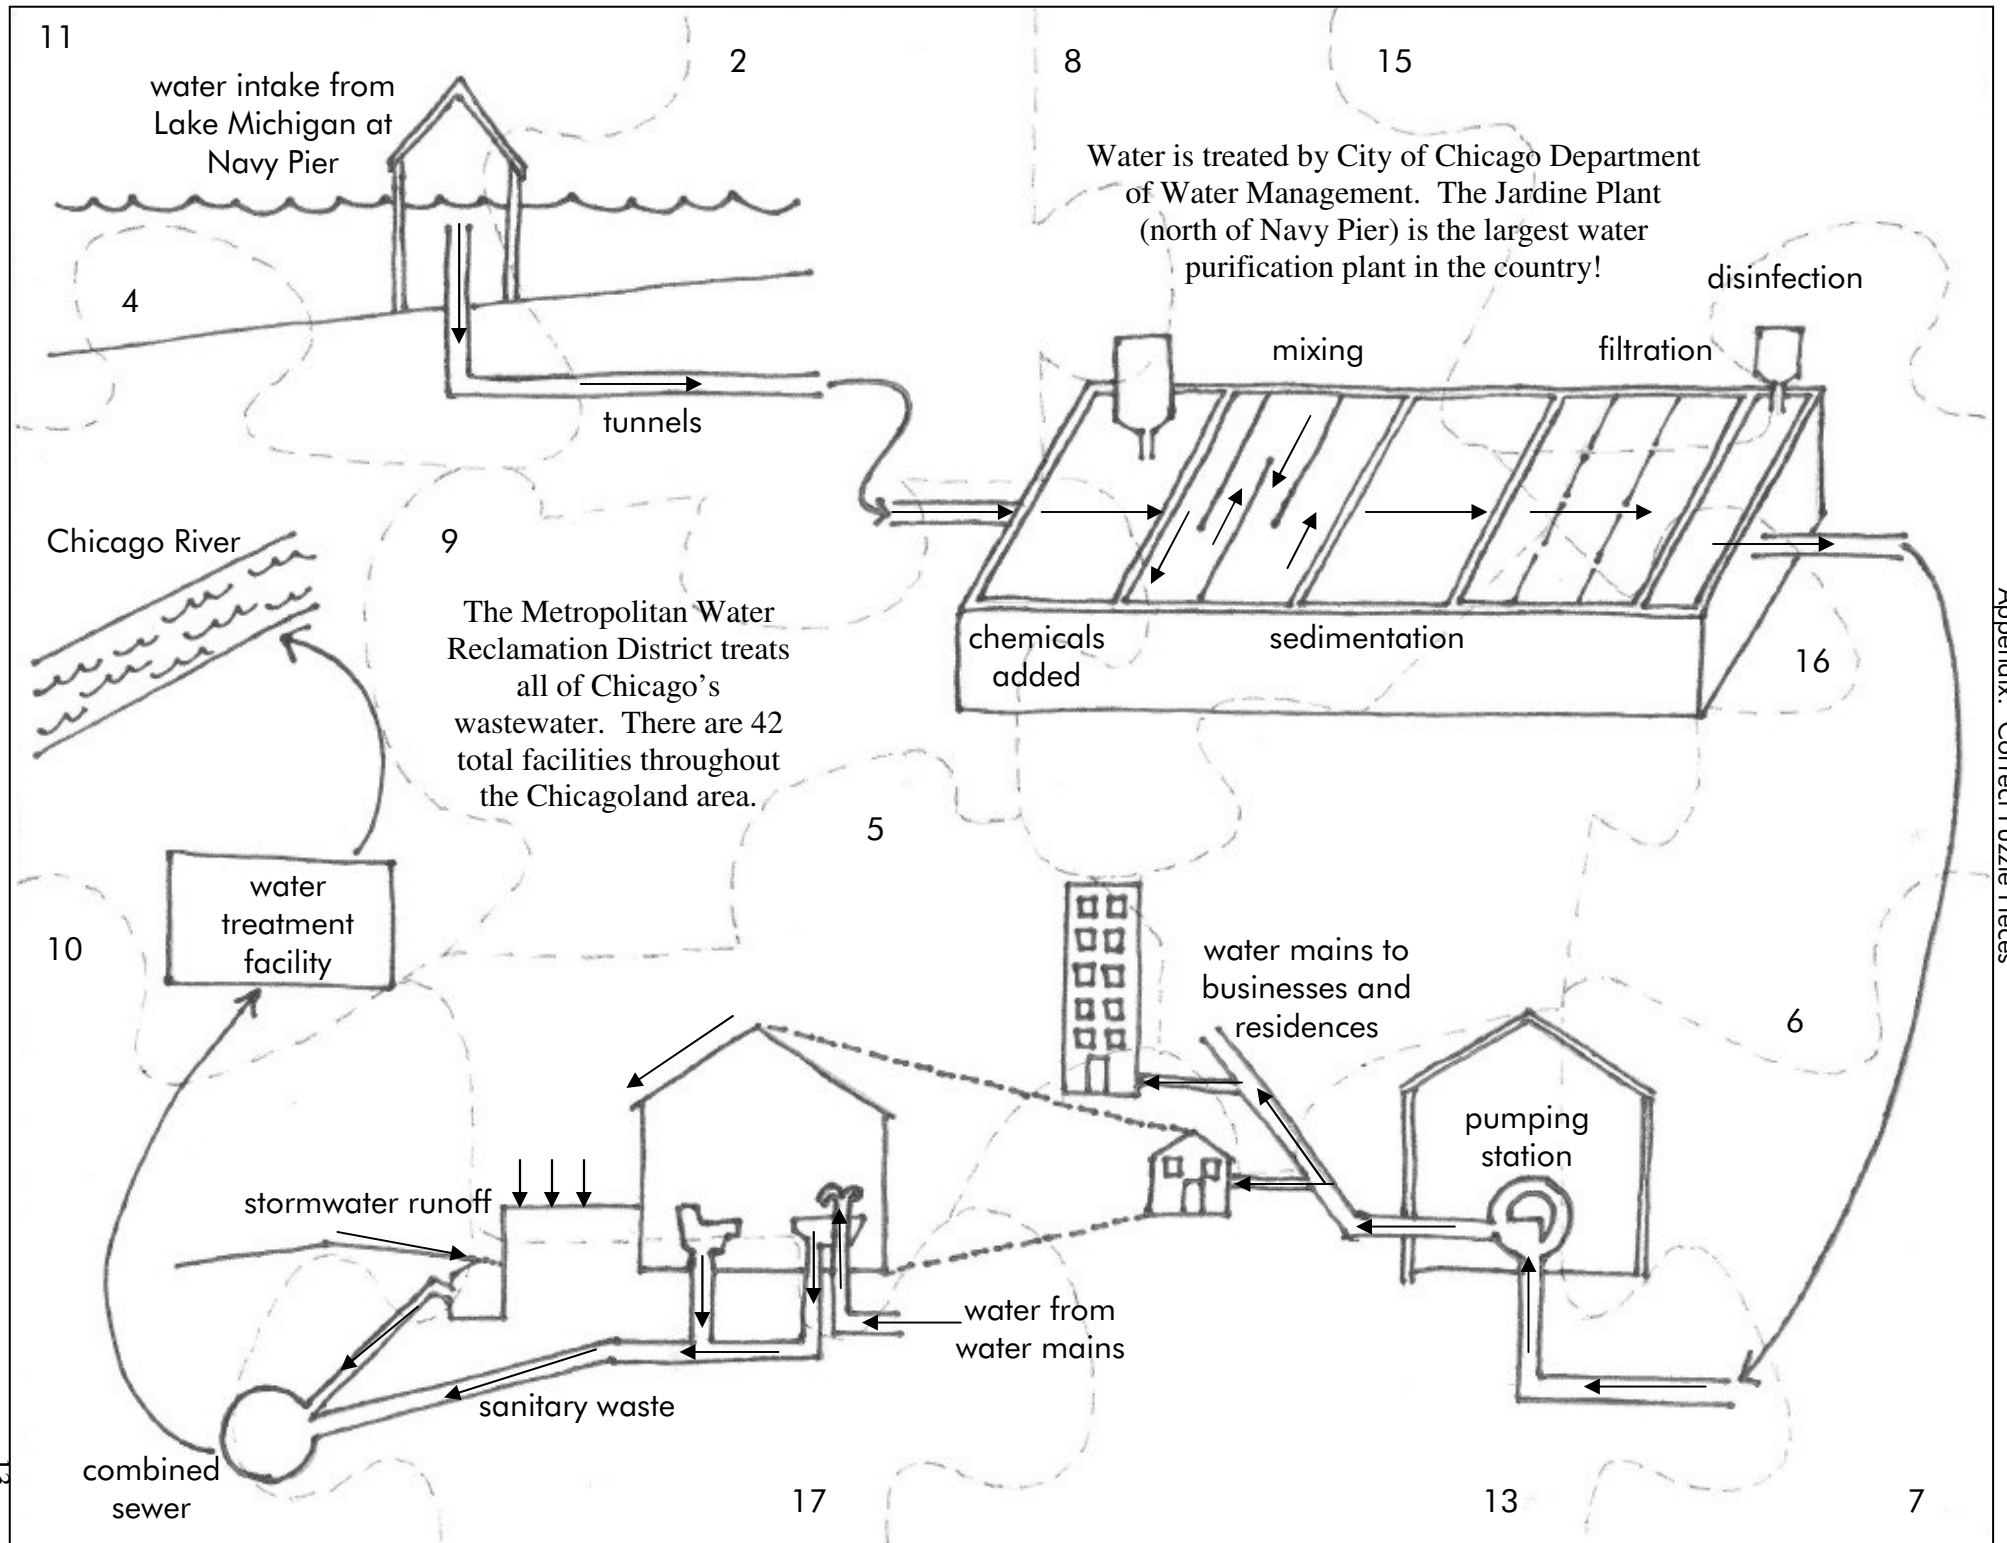 11
2
8
15
water intake from
Lake Michigan at
Navy Pier
Water is treated by City of Chicago Department
of Water Management.  The Jardine Plant
(north of Navy Pier) is the largest water
purification plant in the country!
4
disinfection
mixing
filtration
tunnels
Chicago River
9
The Metropolitan Water
Reclamation District treats
all of Chicago’s
wastewater.  There are 42
total facilities throughout
the Chicagoland area.
chemicals
added
sedimentation
16
5
water
treatment
facility
10
water mains to
businesses and
residences
6
pumping
station
stormwater runoff
water from
water mains
sanitary waste
combined
sewer
17
13
7
Appendix.  Correct Puzzle Pieces